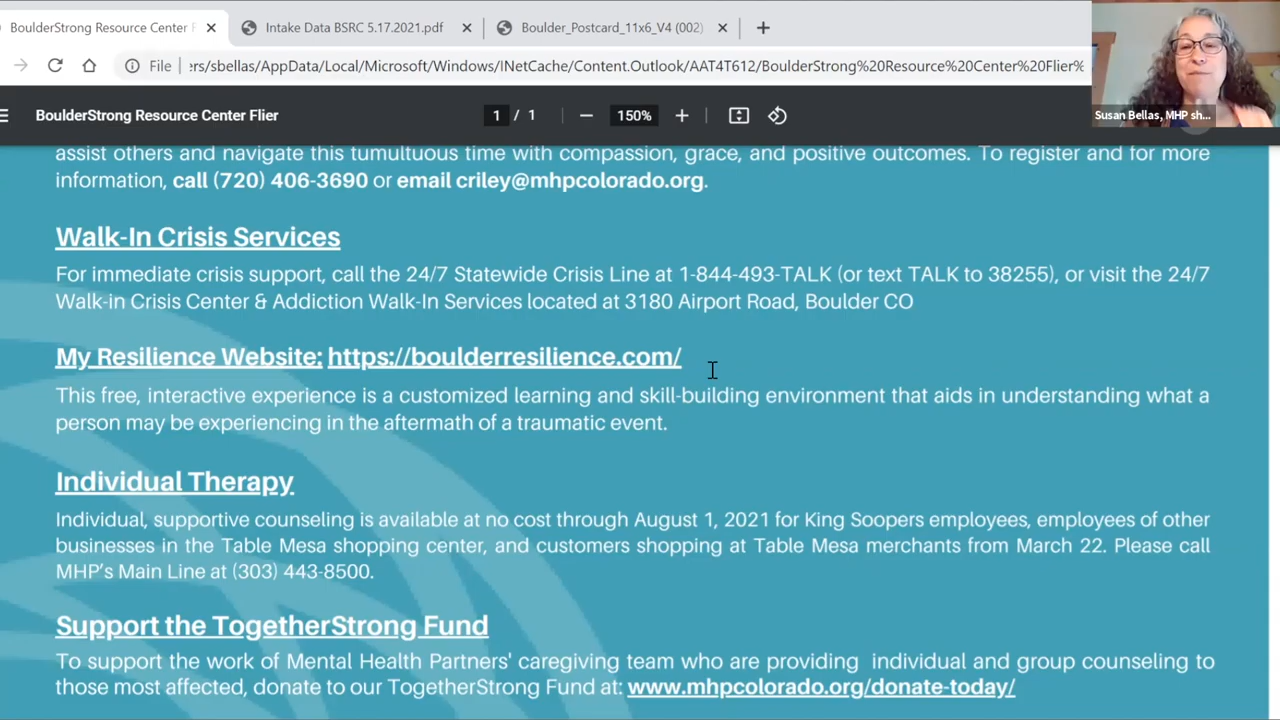 BoulderStrong Resource Center F
Intake Data BSRC 5.17.2021.pdf
Boulder_Postcard_11x6_V4 (002)
File
ers/sbellas/AppData/Local/Microsoft/Windows/INetCache/Content.Outlook/AAT4T612/BoulderStrong%20Resource%20Center%20Flier%
Susan Bellas, MHP sh...
BoulderStrong Resource Center Flier
1 / 1
150%
assist others and navigate this tumultuous time with compassion, grace, and positive outcomes. To register and for more
information, call (720) 406-3690 or email criley@mhpcolorado.org.
Walk-In Crisis Services
For immediate crisis support, call the 24/7 Statewide Crisis Line at 1-844-493-TALK (or text TALK to 38255), or visit the 24/7
Walk-in Crisis Center & Addiction Walk-In Services located at 3180 Airport Road, Boulder CO
My Resilience Website: https://boulderresilience.com/
This free, interactive experience is a customized learning and skill-building environment that aids in understanding what a
person may be experiencing in the aftermath of a traumatic event.
Individual Therapy
Individual, supportive counseling is available at no cost through August 1, 2021 for King Soopers employees, employees of other
businesses in the Table Mesa shopping center, and customers shopping at Table Mesa merchants from March 22. Please call
MHP's Main Line at (303) 443-8500.
Support the TogetherStrong Fund
To support the work of Mental Health Partners' caregiving team who are providing individual and group counseling to
those most affected, donate to our TogetherStrong Fund at: www.mhpcolorado.org/donate-today/